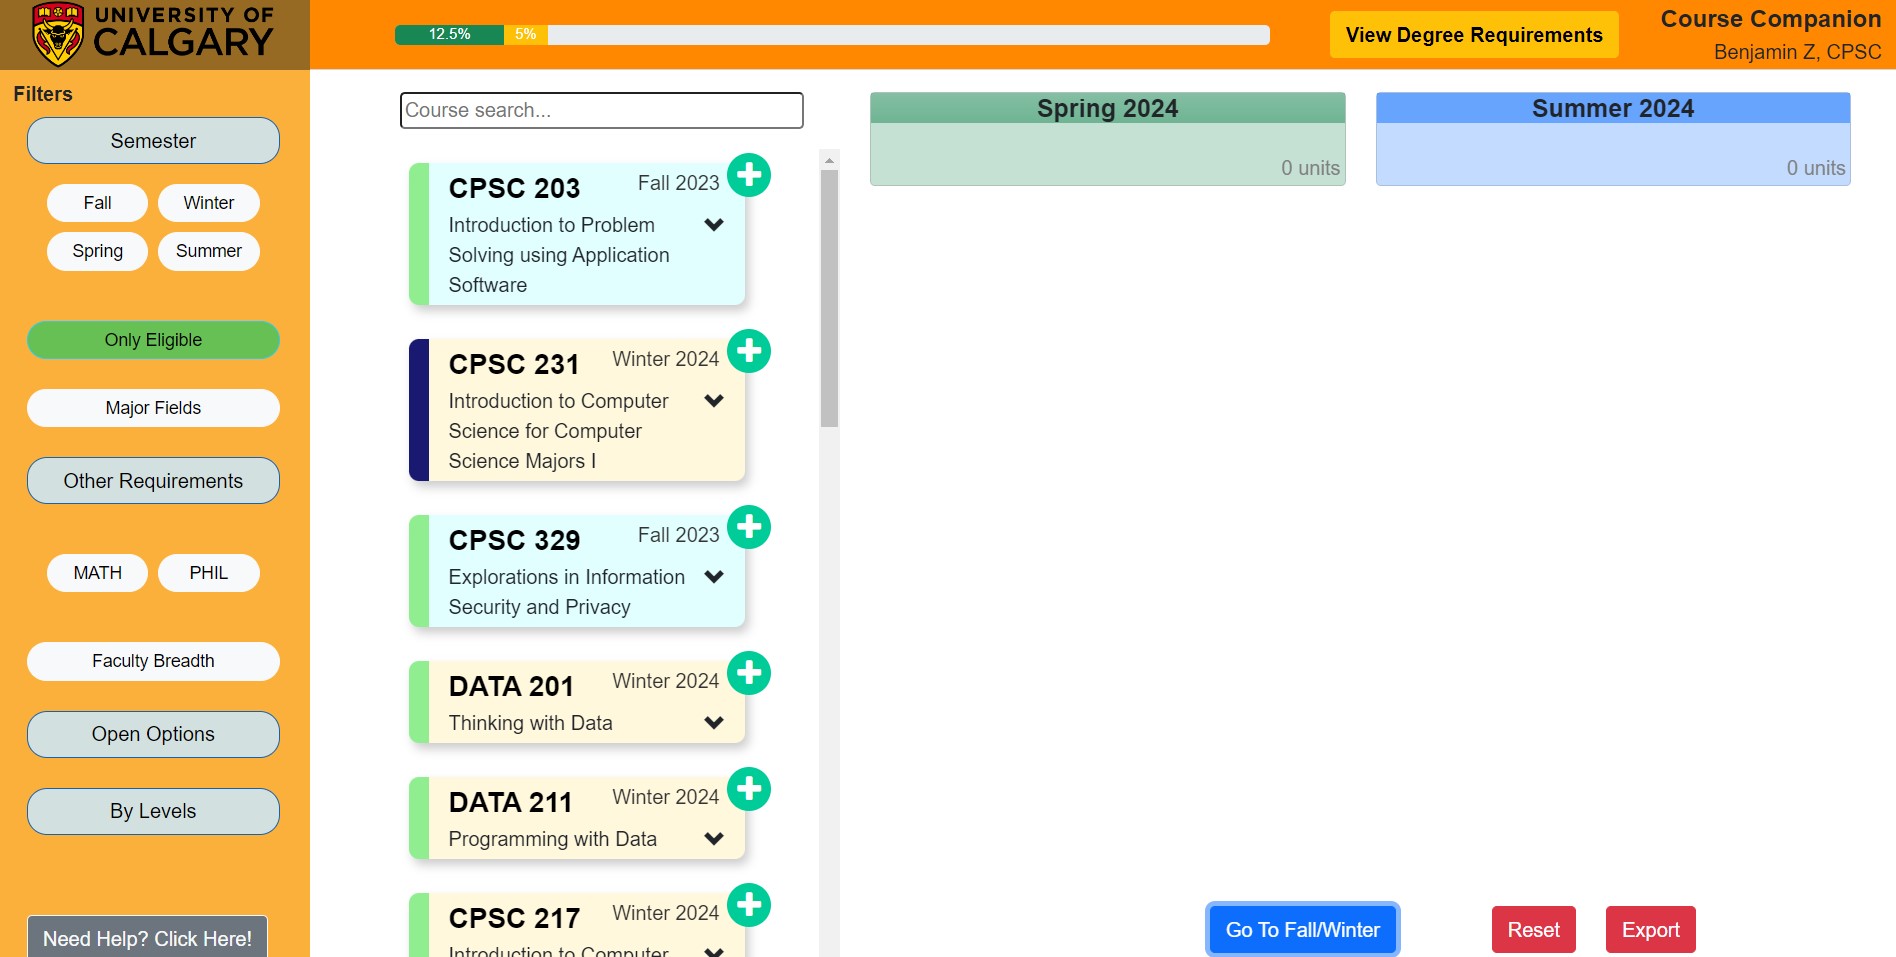 UNIVERSITY OF
CALGARY
12.5%
5%
View Degree Requirements
Course Companion
Benjamin Z, CPSC
Filters
Semester
Fall
Winter
Spring
Summer
Only Eligible
Major Fields
Other Requirements
MATH
PHIL
Faculty Breadth
Open Options
By Levels
Need Help? Click Here!
Course search...
CPSC 203
Fall 2023
Introduction to Problem
Solving using Application
Software
CPSC 231
Winter 2024
Introduction to Computer
Science for Computer
Science Majors I
CPSC 329
Fall 2023
Explorations in Information
Security and Privacy
DATA 201
Winter 2024
Thinking with Data
DATA 211
Winter 2024
Programming with Data
CPSC 217
Winter 2024
Introduction to Computer
Spring 2024
0 units
Summer 2024
0 units
Go To Fall/Winter
Reset
Export